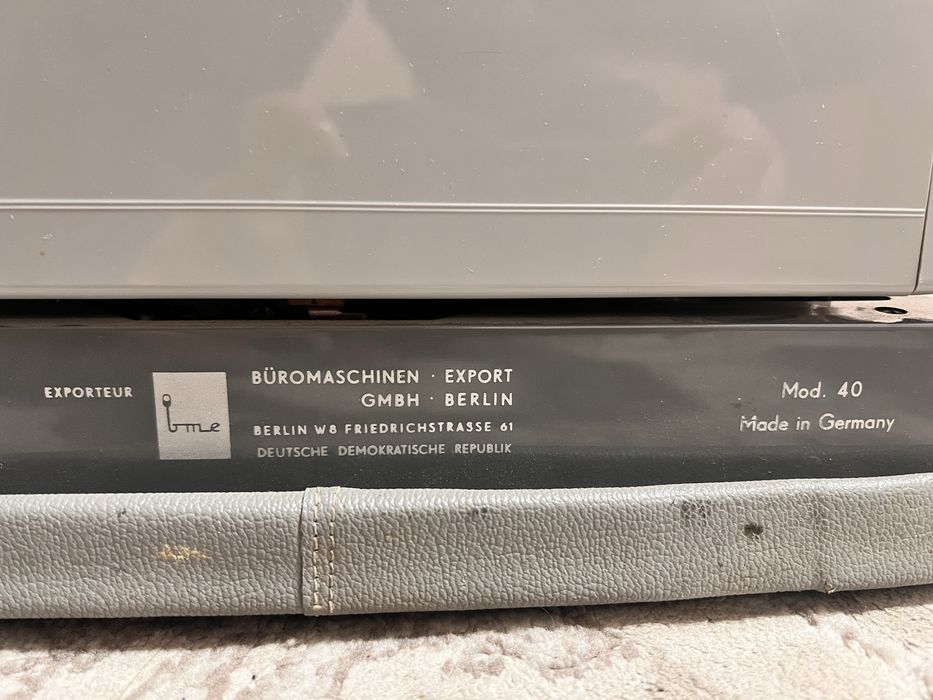 EXPORTEUR
bme
BÜROMASCHINEN · EXPORT
GMBH · BERLIN
BERLIN W8 FRIEDRICHSTRASSE 61
DEUTSCHE DEMOKRATISCHE REPUBLIK
Mod. 40
Made in Germany